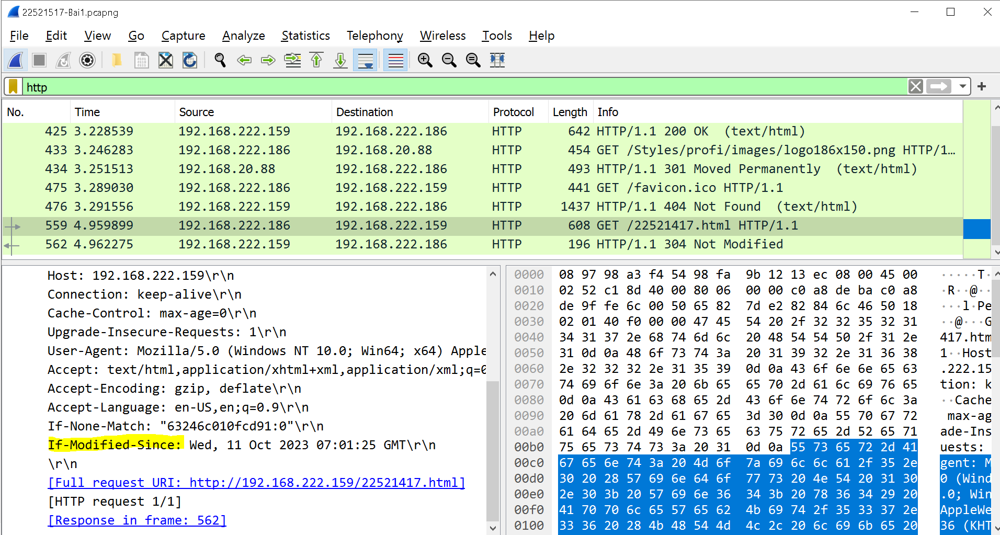 22521517-Bai1.pcapng
File Edit View Go Capture Analyze Statistics Telephony Wireless Tools Help
http
No. Time Source Destination Protocol Length Info
425 3.228539 192.168.222.159 192.168.222.186 HTTP 642 HTTP/1.1 200 OK (text/html)
433 3.246283 192.168.222.186 192.168.20.88 HTTP 454 GET /Styles/profi/images/logo186x150.png HTTP/1…
434 3.251513 192.168.20.88 192.168.222.186 HTTP 493 HTTP/1.1 301 Moved Permanently (text/html)
475 3.289030 192.168.222.186 192.168.222.159 HTTP 441 GET /favicon.ico HTTP/1.1
476 3.291556 192.168.222.159 192.168.222.186 HTTP 1437 HTTP/1.1 404 Not Found (text/html)
559 4.959899 192.168.222.186 192.168.222.159 HTTP 608 GET /22521417.html HTTP/1.1
562 4.962275 192.168.222.159 192.168.222.186 HTTP 196 HTTP/1.1 304 Not Modified
Host: 192.168.222.159\r\n
Connection: keep-alive\r\n
Cache-Control: max-age=0\r\n
Upgrade-Insecure-Requests: 1\r\n
User-Agent: Mozilla/5.0 (Windows NT 10.0; Win64; x64) Apple
Accept: text/html,application/xhtml+xml,application/xml;q=0
Accept-Encoding: gzip, deflate\r\n
Accept-Language: en-US,en;q=0.9\r\n
If-None-Match: "63246c010fcd91:0"\r\n
If-Modified-Since: Wed, 11 Oct 2023 07:01:25 GMT\r\n
\r\n
[Full request URI: http://192.168.222.159/22521417.html]
[HTTP request 1/1]
[Response in frame: 562]
0000 08 97 98 a3 f4 54 98 fa 9b 12 13 ec 08 00 45 00 ·····T·
0010 02 52 c1 8d 40 00 80 06 00 00 c0 a8 de ba c0 a8 ·R··@··
0020 de 9f fe 6c 00 50 65 82 7d e2 82 84 6c 46 50 18 ···l·Pe
0030 02 01 40 f0 00 00 47 45 54 20 2f 32 32 35 32 31 ··@···G
0040 34 31 37 2e 68 74 6d 6c 20 48 54 54 50 2f 31 2e 417.htm
0050 31 0d 0a 48 6f 73 74 3a 20 31 39 32 2e 31 36 38 1··Host
0060 2e 32 32 32 2e 31 35 39 0d 0a 43 6f 6e 6e 65 63 .222.15
0070 74 69 6f 6e 3a 20 6b 65 65 70 2d 61 6c 69 76 65 tion: k
0080 0d 0a 43 61 63 68 65 2d 43 6f 6e 74 72 6f 6c 3a ··Cache
0090 20 6d 61 78 2d 61 67 65 3d 30 0d 0a 55 70 67 72 max-ag
00a0 61 64 65 2d 49 6e 73 65 63 75 72 65 2d 52 65 71 ade-Ins
00b0 75 65 73 74 73 3a 20 31 0d 0a 55 73 65 72 2d 41 uests:
00c0 67 65 6e 74 3a 20 4d 6f 7a 69 6c 6c 61 2f 35 2e gent: M
00d0 30 20 28 57 69 6e 64 6f 77 73 20 4e 54 20 31 30 0 (Wind
00e0 2e 30 3b 20 57 69 6e 36 34 3b 20 78 36 34 29 20 .0; Win
00f0 41 70 70 6c 65 57 65 62 4b 69 74 2f 35 33 37 2e AppleWe
0100 33 36 20 28 4b 48 54 4d 4c 2c 20 6c 69 6b 65 20 36 (KHT